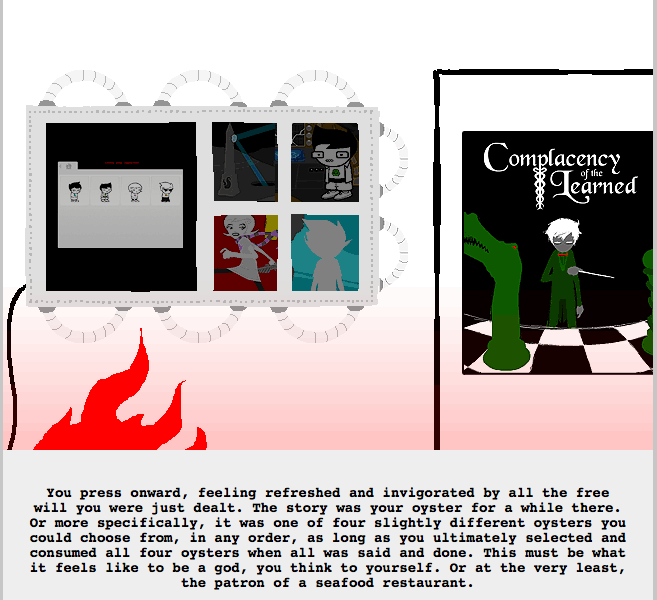 Complacency
of the
Learned
You press onward, feeling refreshed and invigorated by all the free
will you were just dealt. The story was your oyster for a while there.
Or more specifically, it was one of four slightly different oysters you
could choose from, in any order, as long as you ultimately selected and
consumed all four oysters when all was said and done. This must be what
it feels like to be a god, you think to yourself. Or at the very least,
the patron of a seafood restaurant.